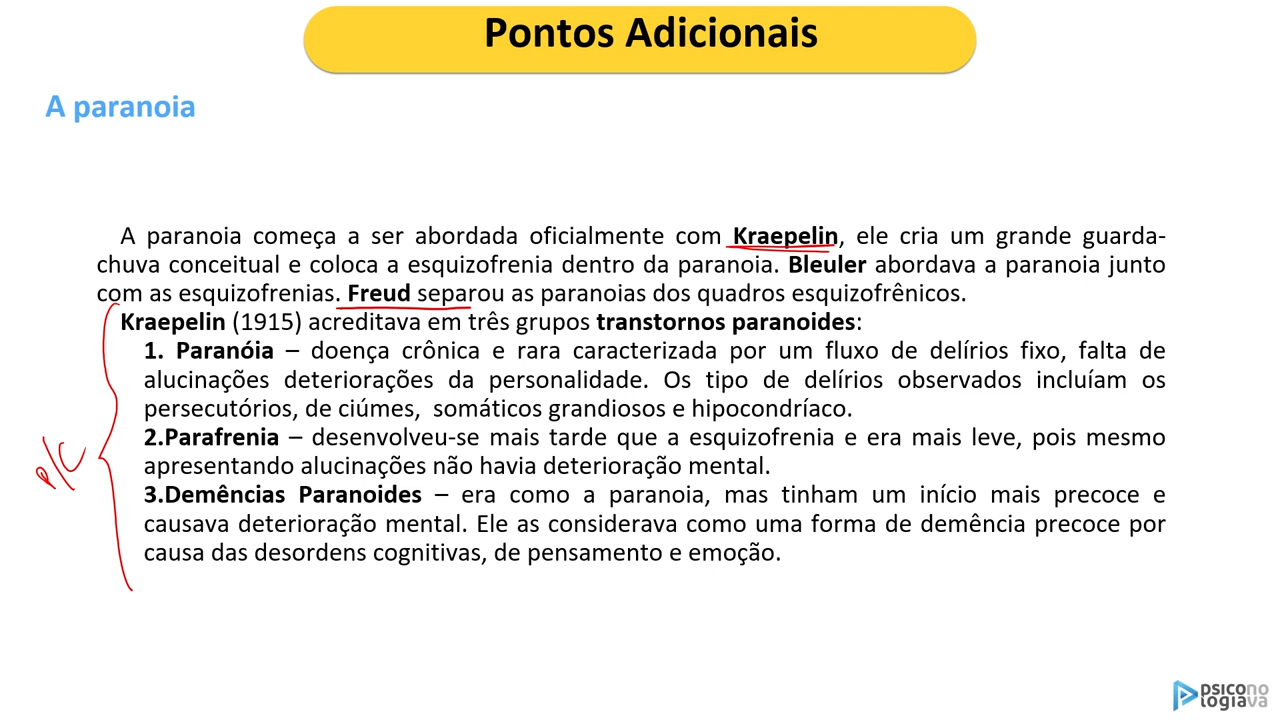 Pontos Adicionais
A paranoia
A paranoia começa a ser abordada oficialmente com Kraepelin, ele cria um grande guarda-
chuva conceitual e coloca a esquizofrenia dentro da paranoia. Bleuler abordava a paranoia junto
com as esquizofrenias. Freud separou as paranoias dos quadros esquizofrênicos.
Kraepelin (1915) acreditava em três grupos transtornos paranoides:
1. Paranóia – doença crônica e rara caracterizada por um fluxo de delírios fixo, falta de
alucinações deteriorações da personalidade. Os tipo de delírios observados incluíam os
persecutórios, de ciúmes, somáticos grandiosos e hipocondríaco.
2.Parafrenia – desenvolveu-se mais tarde que a esquizofrenia e era mais leve, pois mesmo
apresentando alucinações não havia deterioração mental.
3.Demências Paranoides – era como a paranoia, mas tinham um início mais precoce e
causava deterioração mental. Ele as considerava como uma forma de demência precoce por
causa das desordens cognitivas, de pensamento e emoção.
psicono
logiava